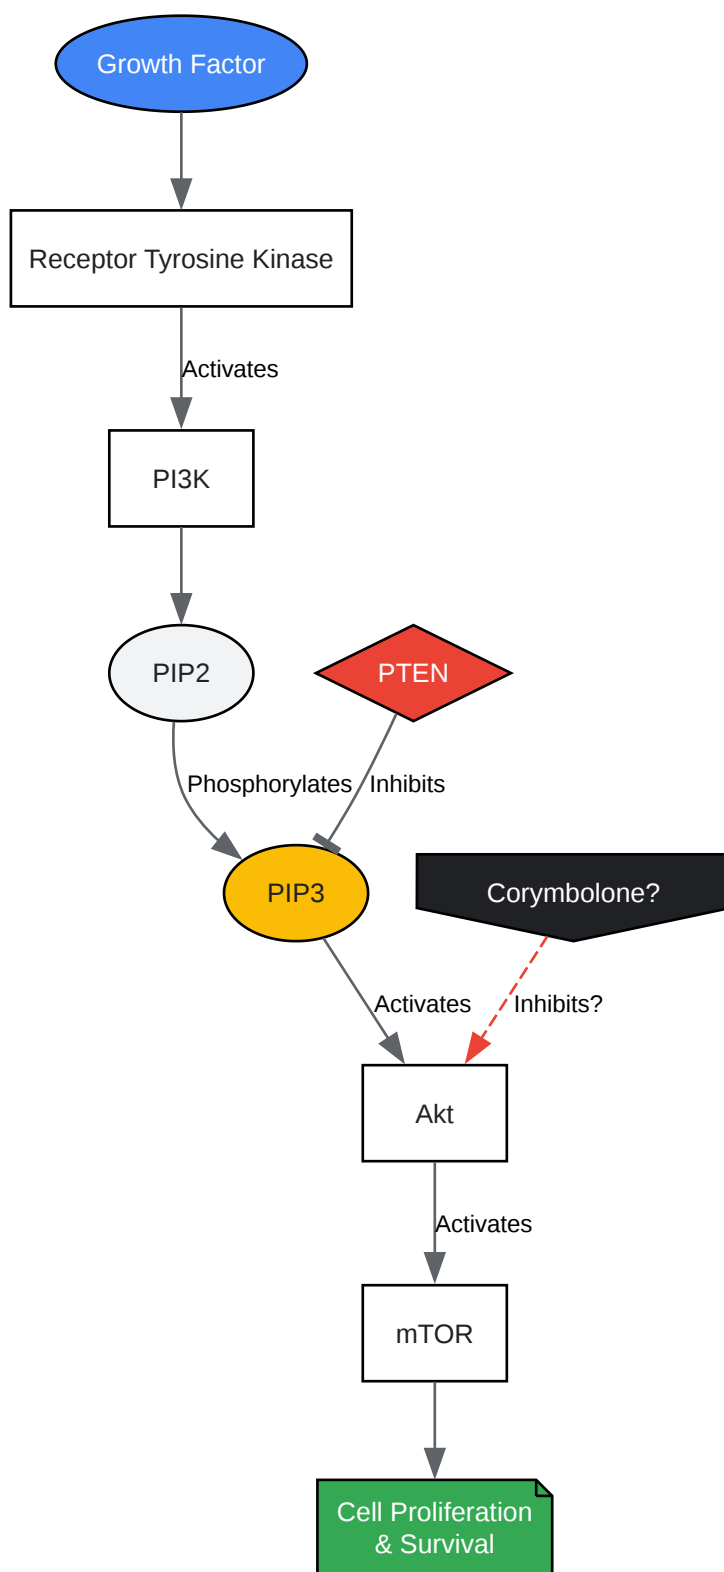 Growth Factor
Receptor Tyrosine Kinase
Activates
PI3K
PIP2
PTEN
Phosphorylates
Inhibits
PIP3
Corymbolone?
Activates
Inhibits?
Akt
Activates
mTOR
Cell Proliferation
& Survival